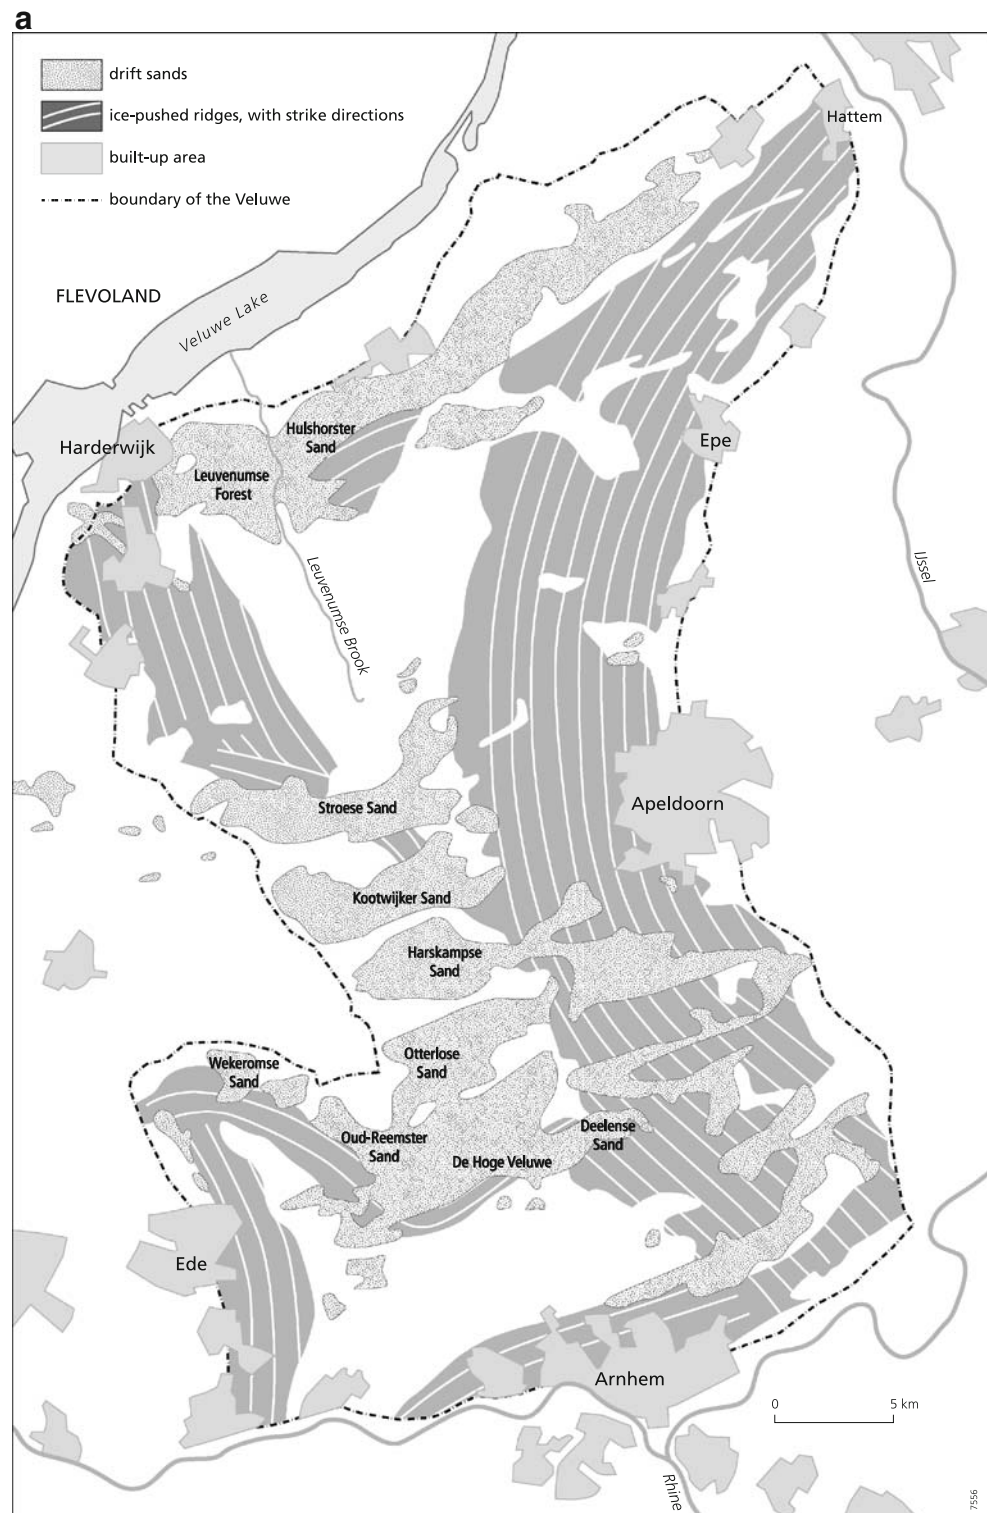 a
drift sands
ice-pushed ridges, with strike directions
built-up area
boundary of the Veluwe
Hattem
FLEVOLAND
Veluwe Lake
Harderwijk
Hulshorster
Sand
Leuvenumse
Forest
Epe
IJssel
Leuvenumse Brook
Stroese Sand
Apeldoorn
Kootwijker Sand
Harskampse
Sand
Otterlose
Sand
Wekeromse
Sand
Oud-Reemster
Sand
De Hoge Veluwe
Deelense
Sand
Ede
Arnhem
0 5 km
Rhine
7556